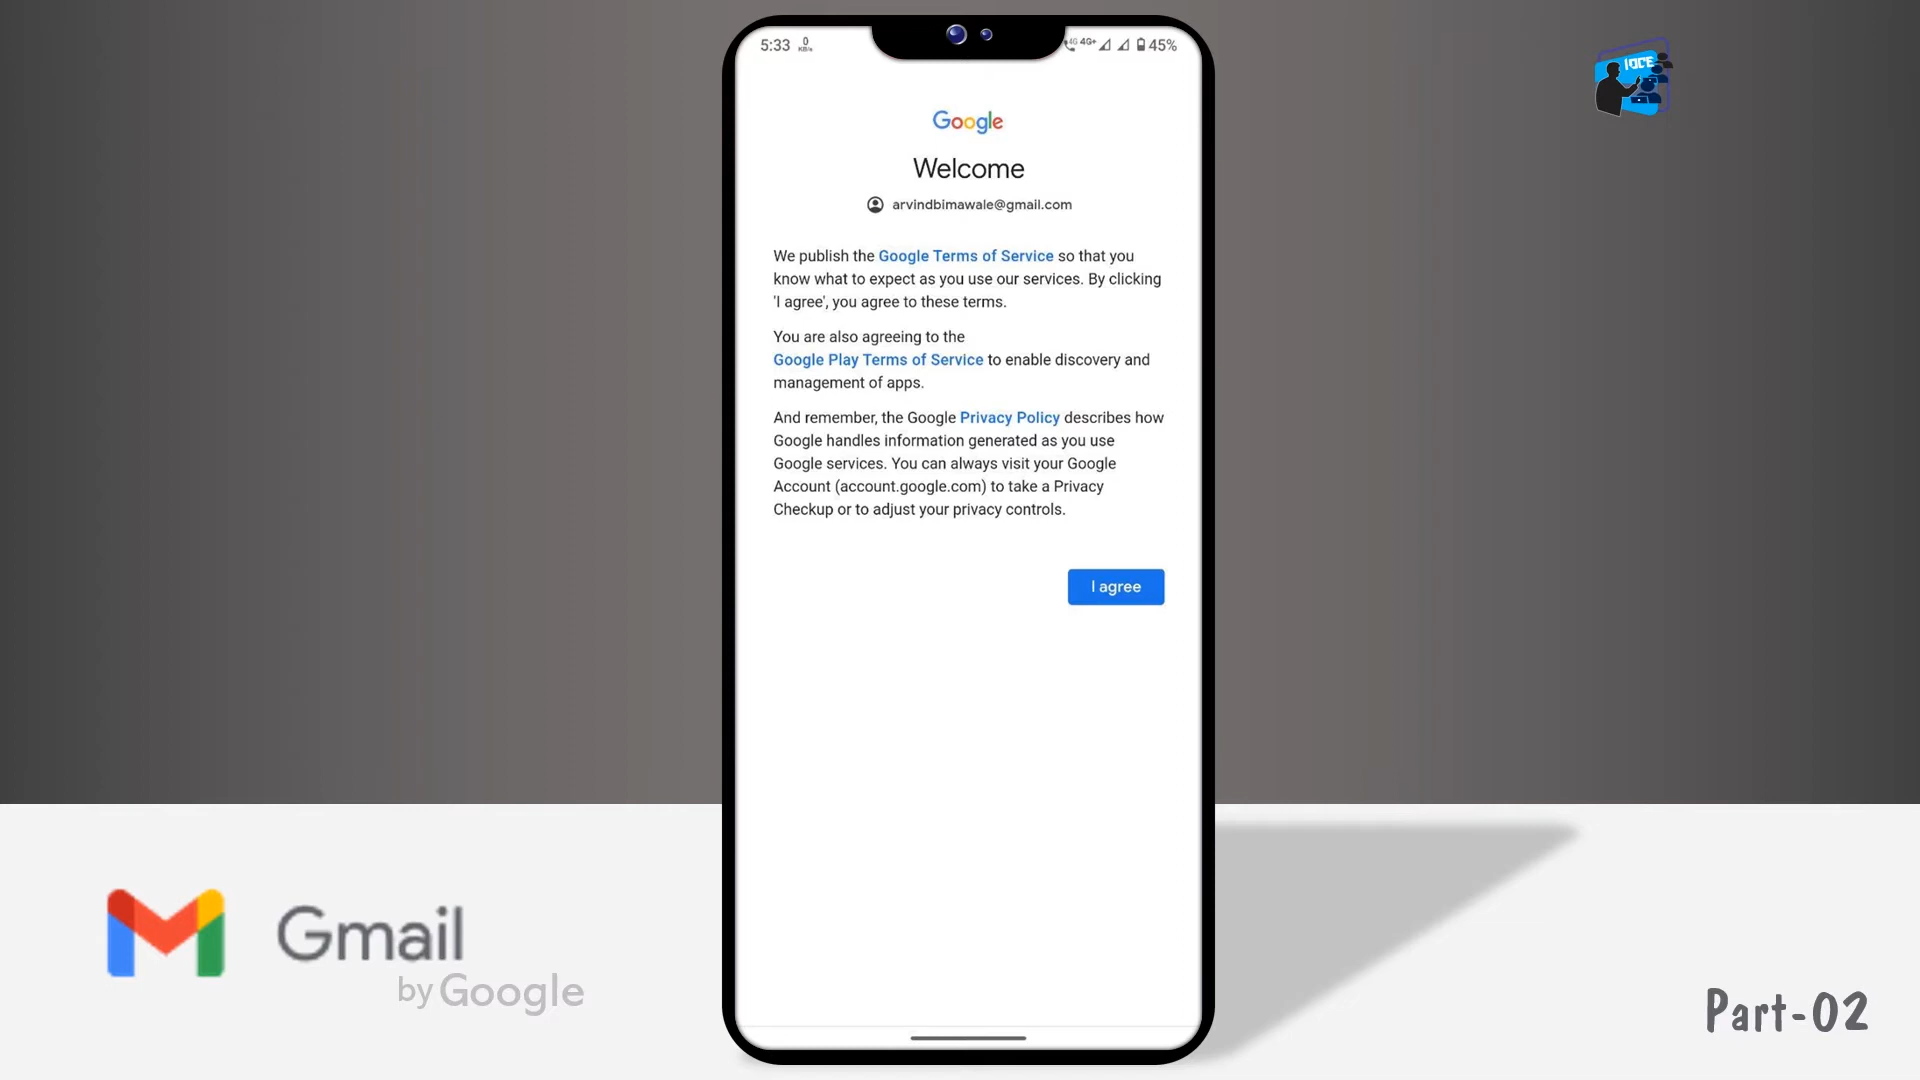 5:33 0 KB/s 4G 4G+ 45%
IQCE
Google
Welcome
arvindbimawale@gmail.com
We publish the Google Terms of Service so that you
know what to expect as you use our services. By clicking
'I agree', you agree to these terms.
You are also agreeing to the
Google Play Terms of Service to enable discovery and
management of apps.
And remember, the Google Privacy Policy describes how
Google handles information generated as you use
Google services. You can always visit your Google
Account (account.google.com) to take a Privacy
Checkup or to adjust your privacy controls.
I agree
Gmail
by Google
Part-02